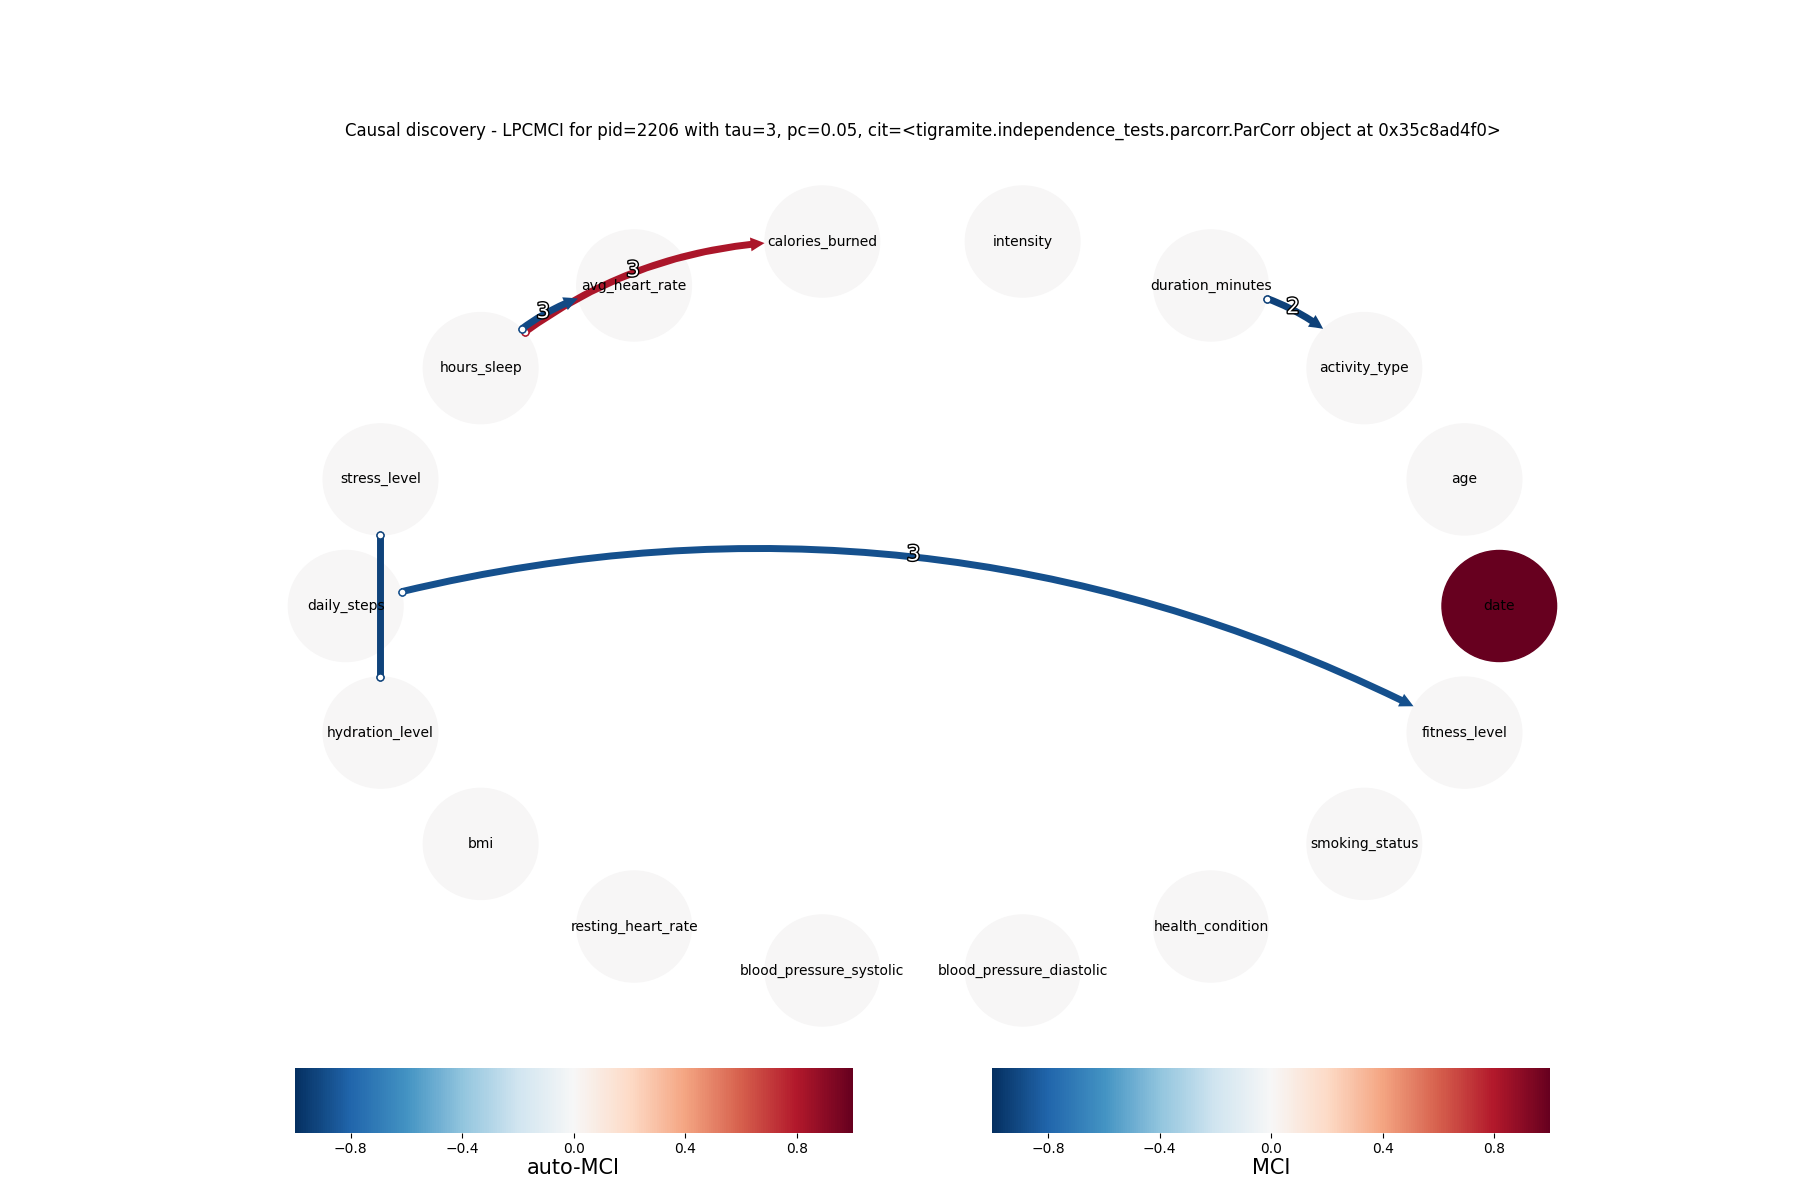 Causal discovery - LPCMCI for pid=2206 with tau=3, pc=0.05, cit=<tigramite.independence_tests.parcorr.ParCorr object at 0x35c8ad4f0>
calories_burned
intensity
3
avg_heart_rate
duration_minutes
3
2
hours_sleep
activity_type
stress_level
age
3
daily_steps
date
hydration_level
fitness_level
bmi
smoking_status
resting_heart_rate
health_condition
blood_pressure_systolic
blood_pressure_diastolic
−0.8 −0.4 0.0 0.4 0.8
auto-MCI
−0.8 −0.4 0.0 0.4 0.8
MCI